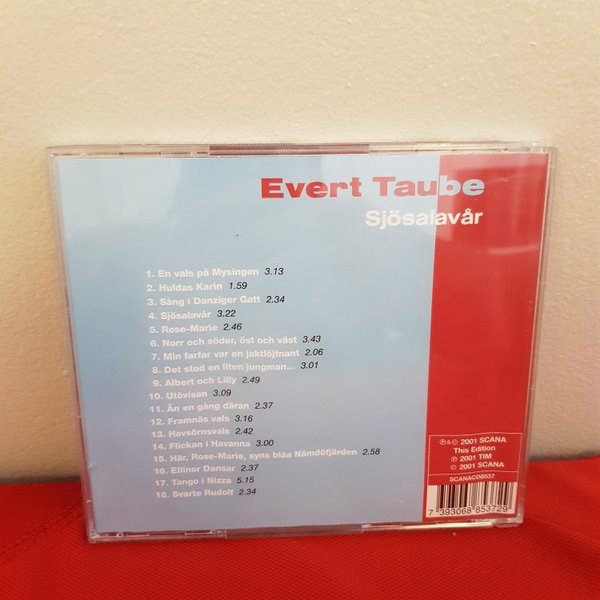 Evert Taube
Sjösalavår
1. En vals på Mysingen 3.13
2. Huldas Karin 1.59
3. Sång i Danziger Gatt 2.34
4. Sjösalavår 3.22
5. Rose-Marie 2.46
6. Norr och söder, öst och väst 3.43
7. Min farfar var en jaktlöjtnant 2.06
8. Det stod en liten jungman... 3.01
9. Albert och Lilly 2.49
10. Utövisan 3.09
11. Än en gång däran 2.37
12. Framnäs vals 3.16
13. Havsörnsvals 2.42
14. Flickan i Havanna 3.00
15. Här, Rose-Marie, syns blåa Nämdöfjärden 2.58
16. Ellinor Dansar 2.37
17. Tango i Nizza 5.15
18. Svarte Rudolf 2.34
℗ & © 2001 SCANA
This Edition
℗ 2001 TIM
© 2001 SCANA
SCANACD8537
7 393068 853729